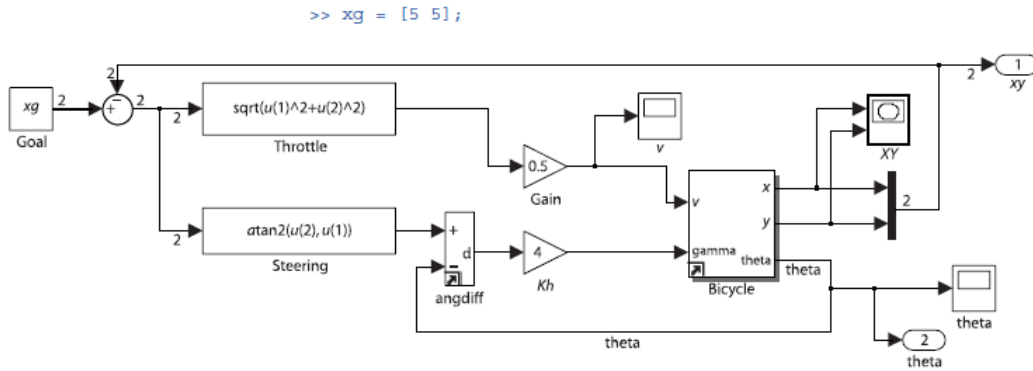 >> xg = [5 5];
2
2
1
xy
xg
2
+
−
2
2
sqrt(u(1)^2+u(2)^2)
Goal
Throttle
v
XY
0.5
Gain
x
v
y
2
2
atan2(u(2), u(1))
+
−
d
4
gamma
theta
theta
Steering
angdiff
Kh
Bicycle
theta
theta
2
theta